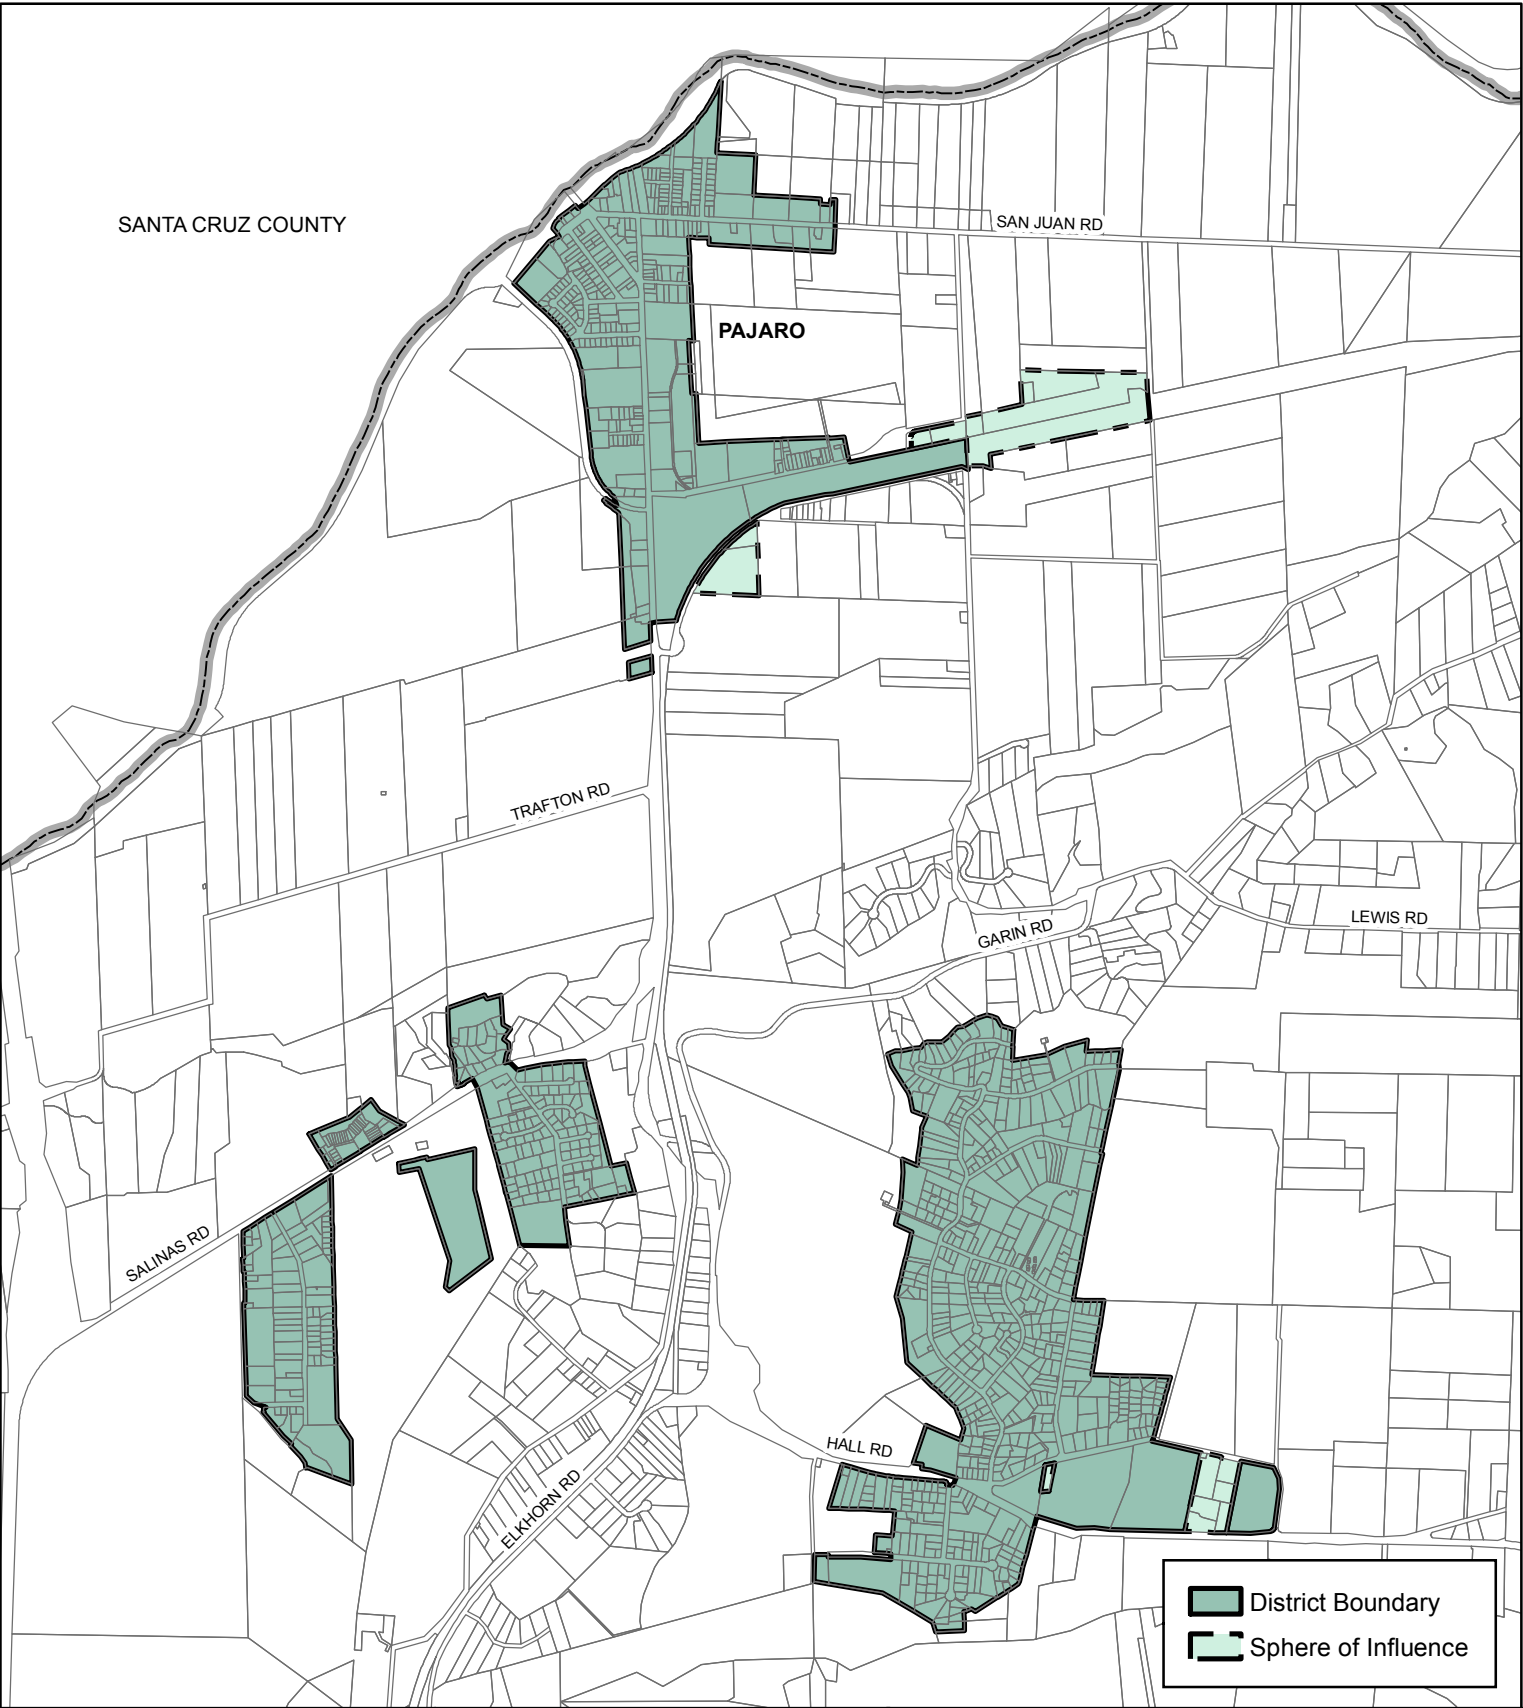 SANTA CRUZ COUNTY
SAN JUAN RD
PAJARO
TRAFTON RD
LEWIS RD
GARIN RD
SALINAS RD
HALL RD
ELKHORN RD
District Boundary
Sphere of Influence